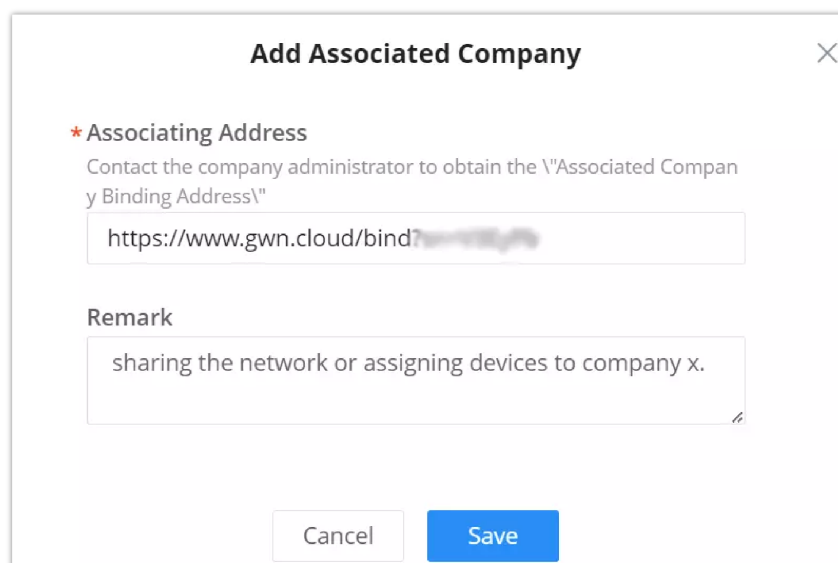 Add Associated Company
* Associating Address
Contact the company administrator to obtain the \"Associated Compan
y Binding Address\"
https://www.gwn.cloud/bind
Remark
sharing the network or assigning devices to company x.
Cancel
Save